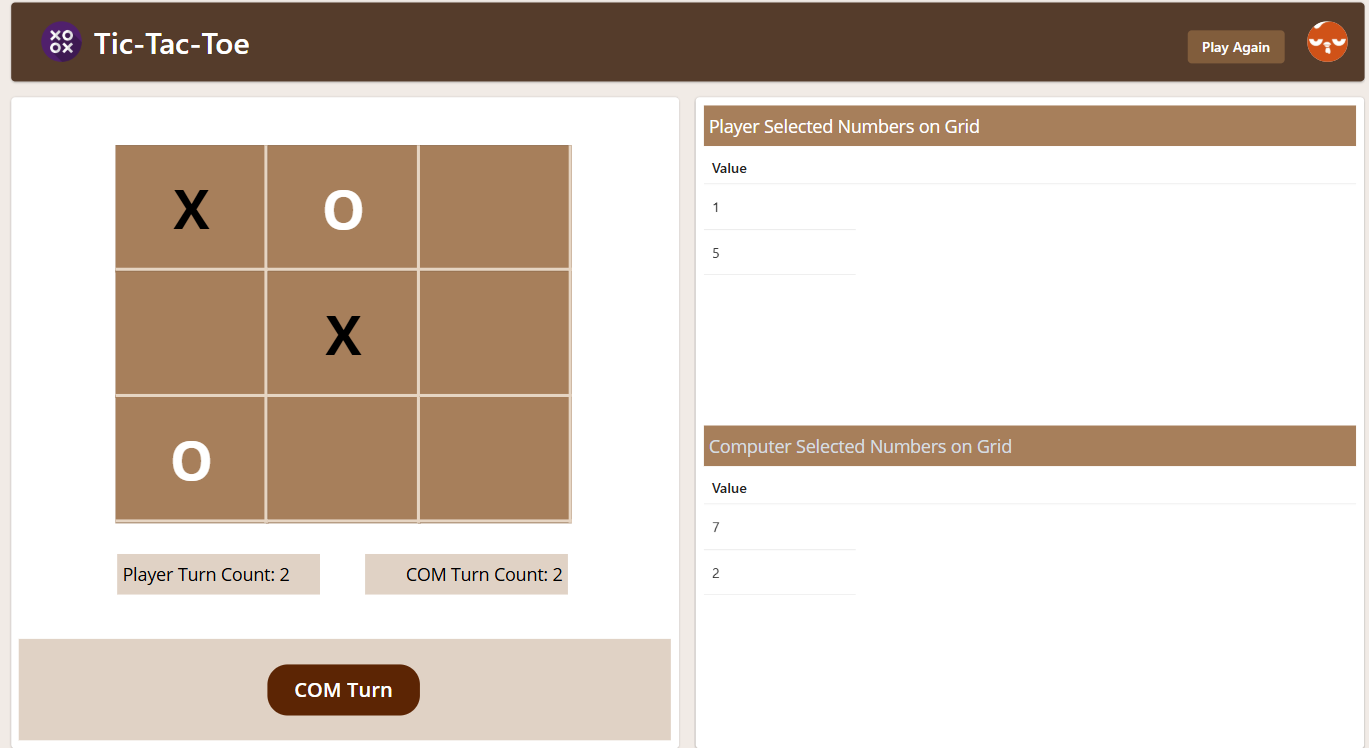 XO
OX
Tic-Tac-Toe
Play Again
X O
X
O
Player Turn Count: 2
COM Turn Count: 2
COM Turn
Player Selected Numbers on Grid
Value
1
5
Computer Selected Numbers on Grid
Value
7
2